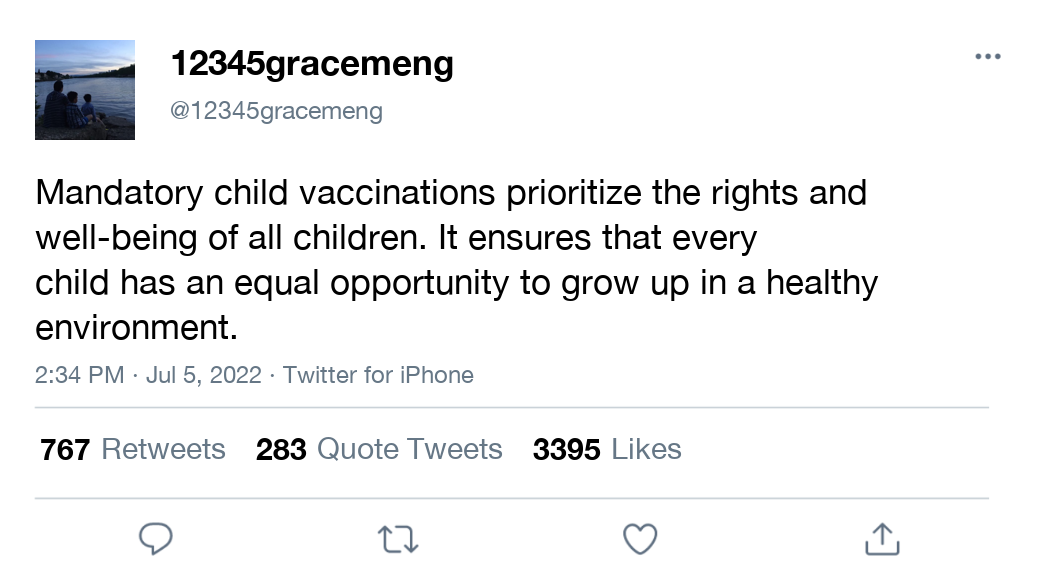 12345gracemeng
@12345gracemeng
Mandatory child vaccinations prioritize the rights and
well-being of all children. It ensures that every
child has an equal opportunity to grow up in a healthy
environment.
2:34 PM · Jul 5, 2022 · Twitter for iPhone
767 Retweets 283 Quote Tweets 3395 Likes